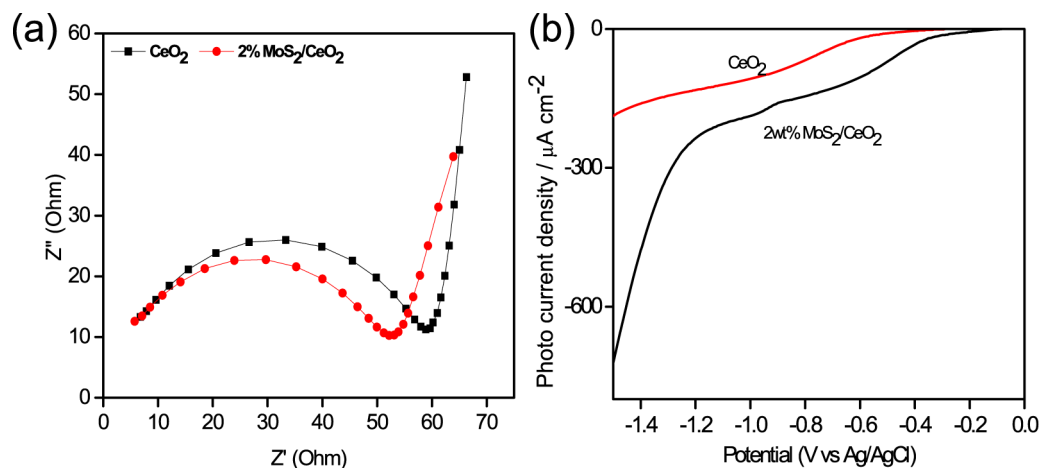 (a)
CeO2 2% MoS2/CeO2
60
50
40
30
20
10
0
Z'' (Ohm)
0 10 20 30 40 50 60 70
Z' (Ohm)
(b)
0
-300
-600
Photo current density / μA cm-2
CeO2
2wt% MoS2/CeO2
-1.4 -1.2 -1.0 -0.8 -0.6 -0.4 -0.2 0.0
Potential (V vs Ag/AgCl)